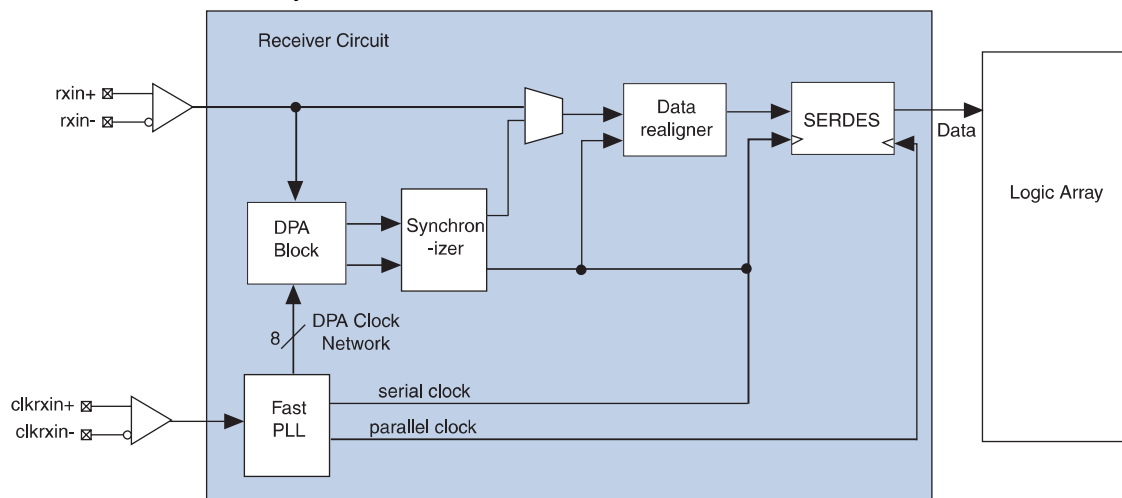 Receiver Circuit
rxin+
rxin-
Data
realigner
SERDES
Data
Logic Array
DPA
Block
Synchron
-izer
8
DPA Clock
Network
clkrxin+
clkrxin-
Fast
PLL
serial clock
parallel clock